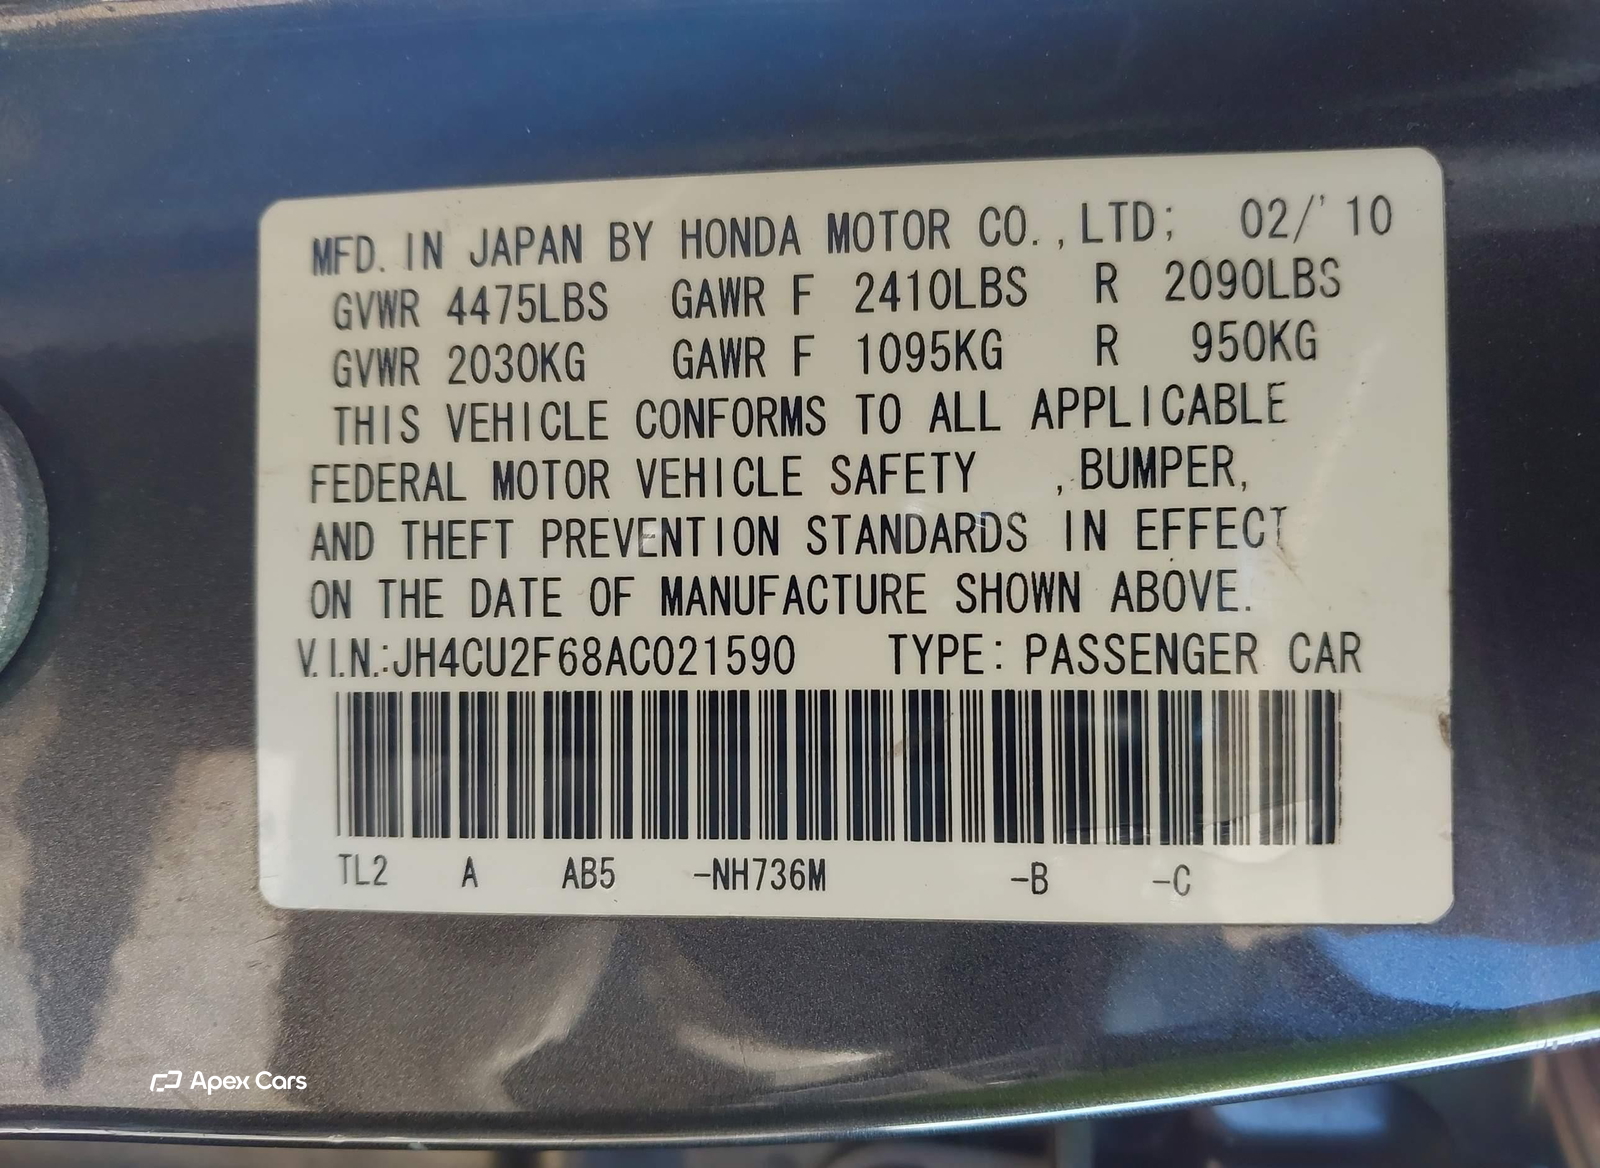 MFD. IN JAPAN BY HONDA MOTOR CO.,LTD; 02/'10
GVWR 4475LBS GAWR F 2410LBS R 2090LBS
GVWR 2030KG GAWR F 1095KG R 950KG
THIS VEHICLE CONFORMS TO ALL APPLICABLE
FEDERAL MOTOR VEHICLE SAFETY ,BUMPER,
AND THEFT PREVENTION STANDARDS IN EFFECT
ON THE DATE OF MANUFACTURE SHOWN ABOVE.
V.I.N.:JH4CU2F68AC021590 TYPE: PASSENGER CAR
TL2 A AB5 -NH736M -B -C
Apex Cars